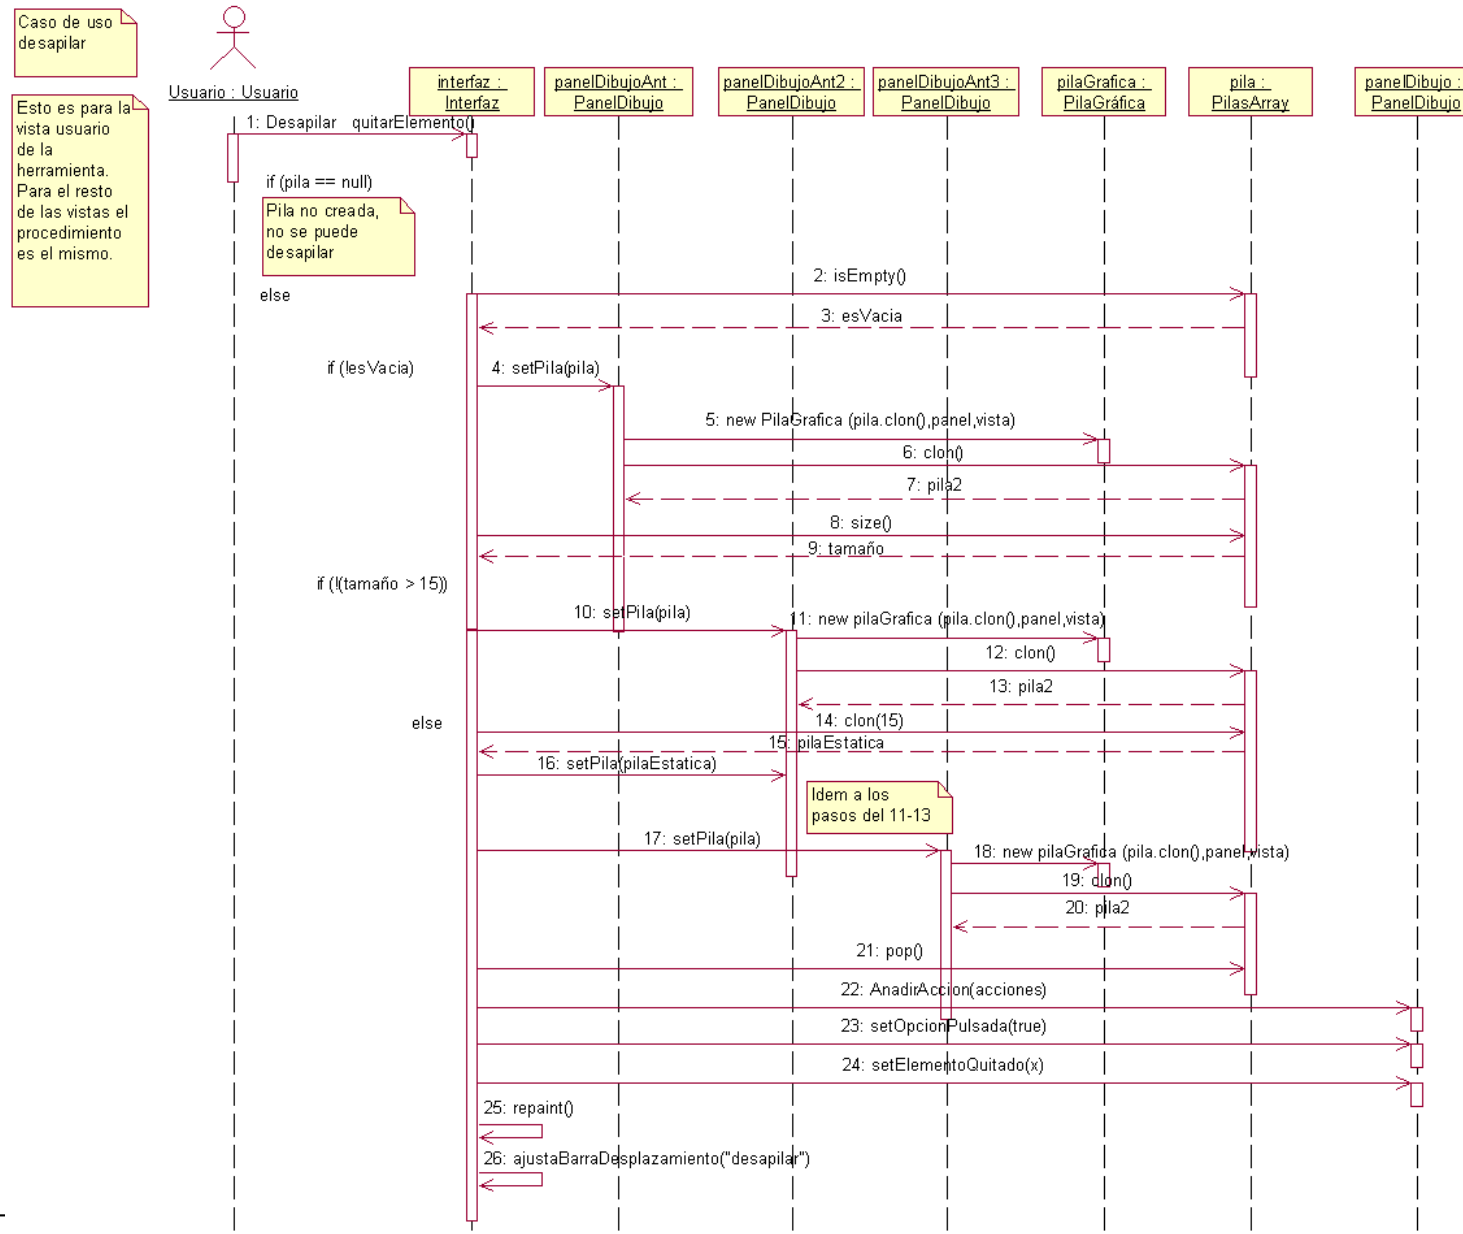 Caso de uso
desapilar
Usuario : Usuario
interfaz :
Interfaz
panelDibujoAnt :
PanelDibujo
panelDibujoAnt2 :
PanelDibujo
panelDibujoAnt3 :
PanelDibujo
pilaGrafica :
PilaGráfica
pila :
PilasArray
panelDibujo :
PanelDibujo
Esto es para la
vista usuario
de la
herramienta.
Para el resto
de las vistas el
procedimiento
es el mismo.
1: Desapilar quitarElemento()
if (pila == null)
Pila no creada,
no se puede
desapilar
else
2: isEmpty()
3: esVacia
if (!esVacia)
4: setPila(pila)
5: new PilaGrafica (pila.clon(),panel,vista)
6: clon()
7: pila2
8: size()
9: tamaño
if (!(tamaño > 15))
10: setPila(pila)
11: new pilaGrafica (pila.clon(),panel,vista)
12: clon()
13: pila2
else
14: clon(15)
15: pilaEstatica
16: setPila(pilaEstatica)
Idem a los
pasos del 11-13
17: setPila(pila)
18: new pilaGrafica (pila.clon(),panel,vista)
19: clon()
20: pila2
21: pop()
22: AnadirAccion(acciones)
23: setOpcionPulsada(true)
24: setElementoQuitado(x)
25: repaint()
26: ajustaBarraDesplazamiento("desapilar")